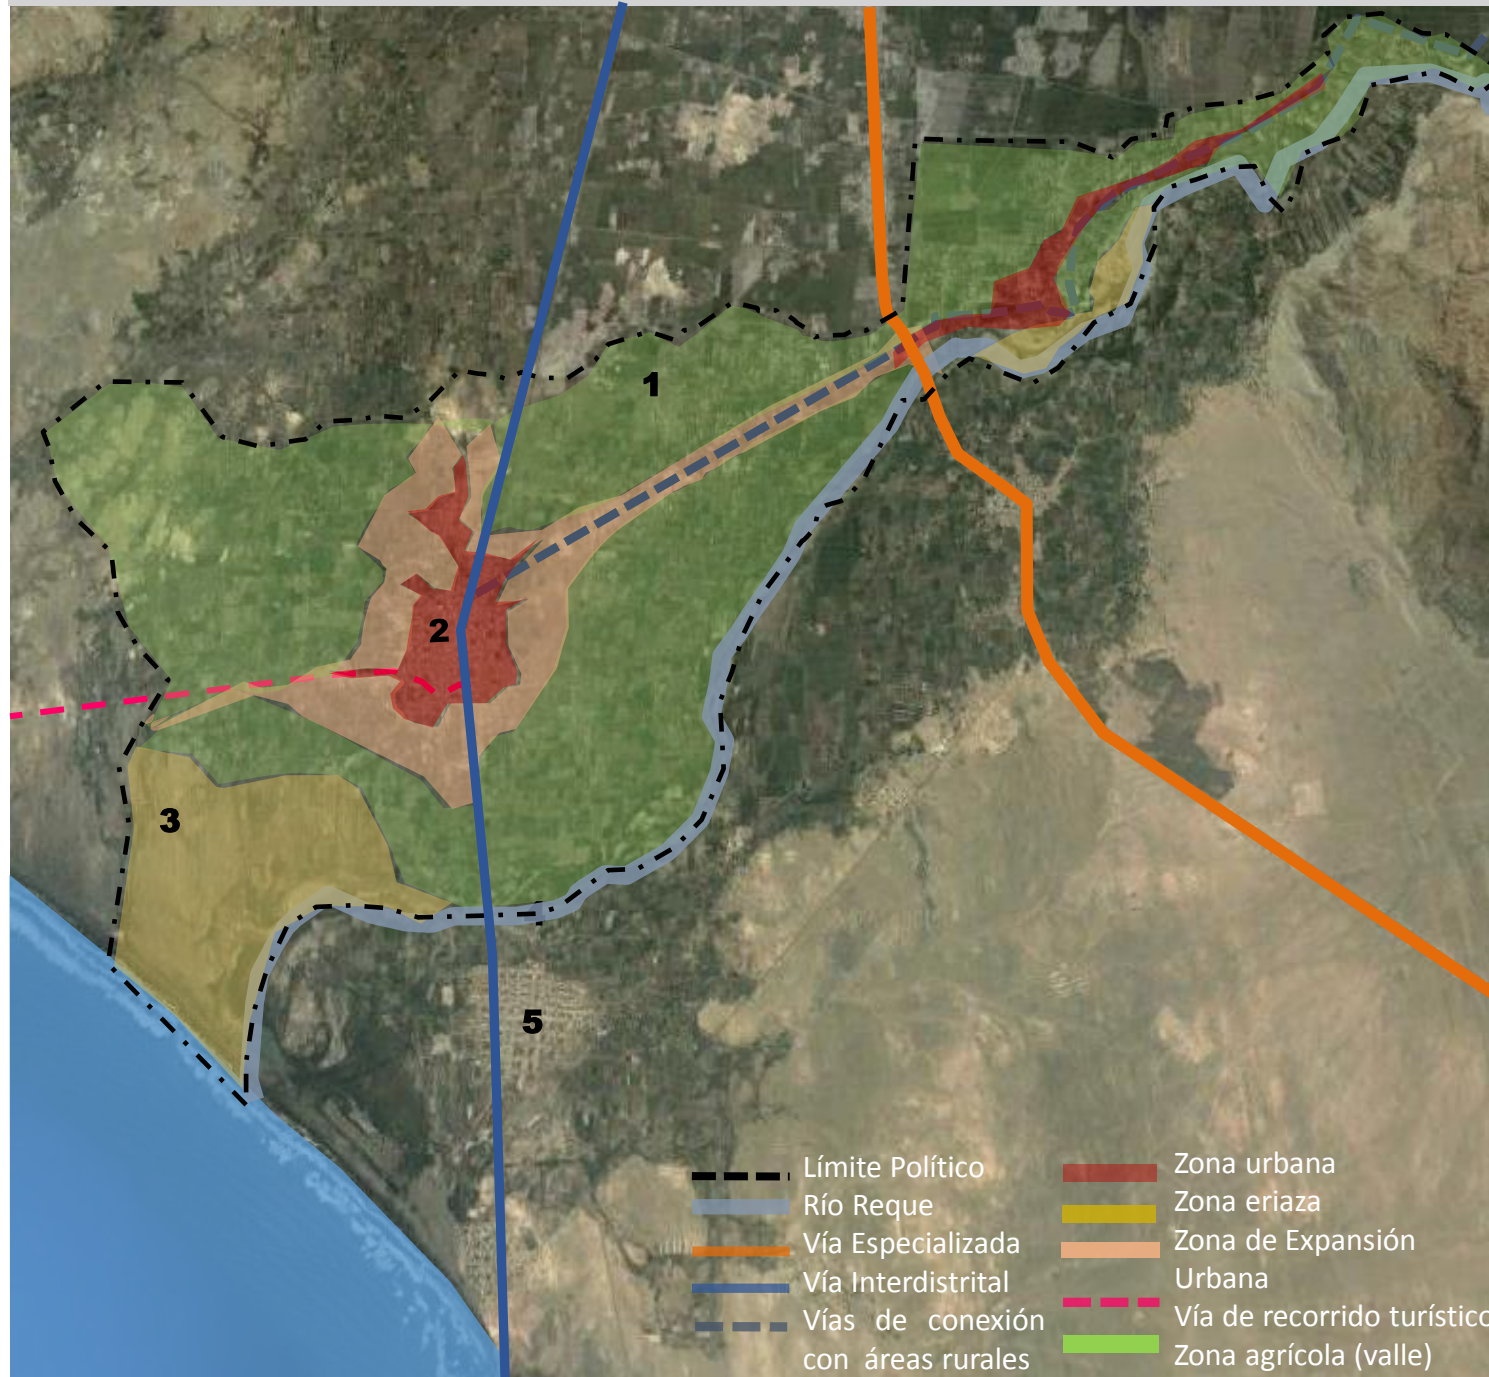 1
2
3
5
Límite Político
Río Reque
Vía Especializada
Vía Interdistrital
Vías de conexión
con áreas rurales
Zona urbana
Zona eriaza
Zona de Expansión
Urbana
Vía de recorrido turístico
Zona agrícola (valle)